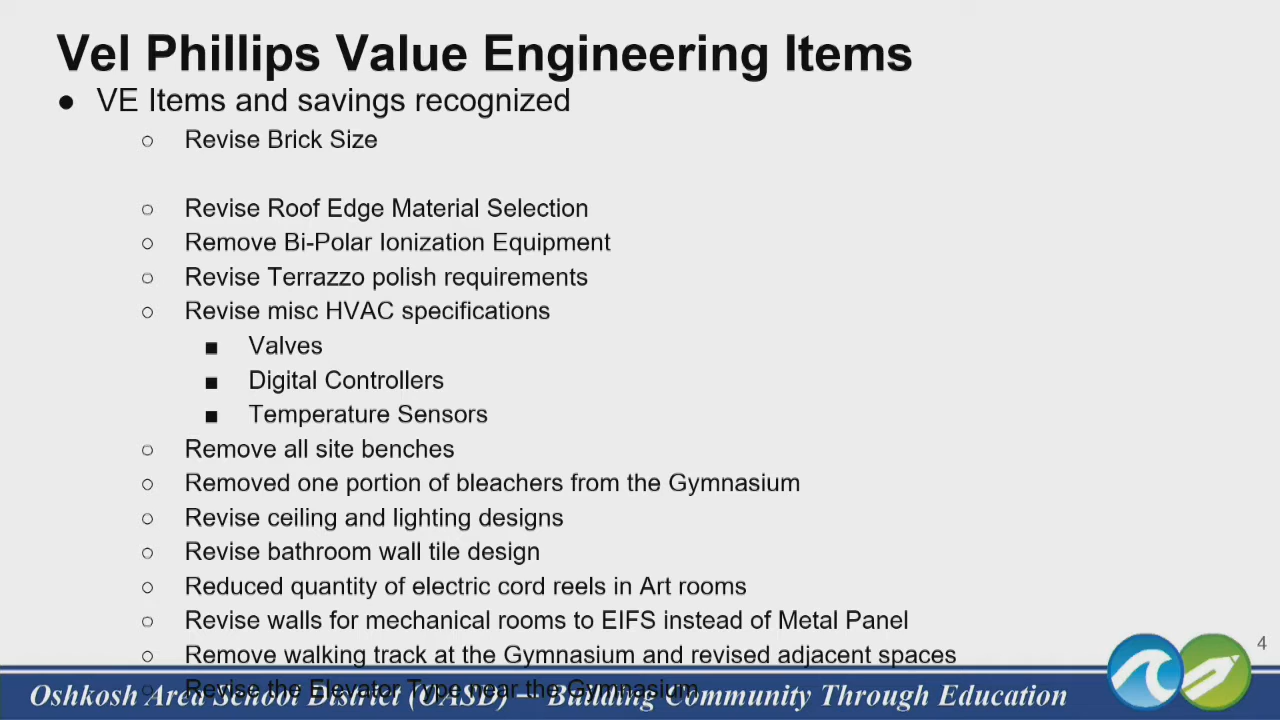 Vel Phillips Value Engineering Items
● VE Items and savings recognized
○ Revise Brick Size
○ Revise Roof Edge Material Selection
○ Remove Bi-Polar Ionization Equipment
○ Revise Terrazzo polish requirements
○ Revise misc HVAC specifications
■ Valves
■ Digital Controllers
■ Temperature Sensors
○ Remove all site benches
○ Removed one portion of bleachers from the Gymnasium
○ Revise ceiling and lighting designs
○ Revise bathroom wall tile design
○ Reduced quantity of electric cord reels in Art rooms
○ Revise walls for mechanical rooms to EIFS instead of Metal Panel
○ Remove walking track at the Gymnasium and revised adjacent spaces
○ Revise the Elevator Type near the Gymnasium
Oshkosh Area School District (OASD) – Building Community Through Education
4